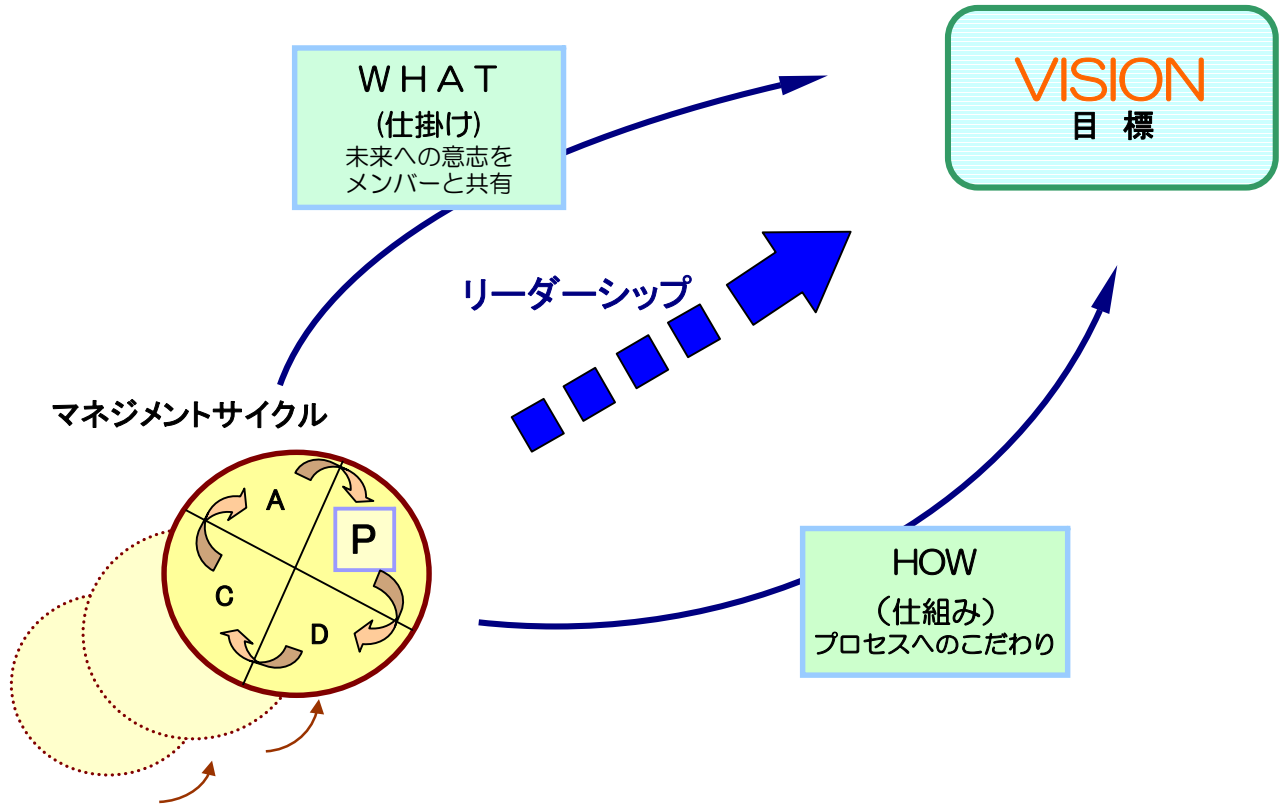 ＷＨＡＴ
(仕掛け)
未来への意志を
メンバーと共有
VISION
目　標
リーダーシップ
マネジメントサイクル
A
P
C
D
HOW
（仕組み）
プロセスへのこだわり